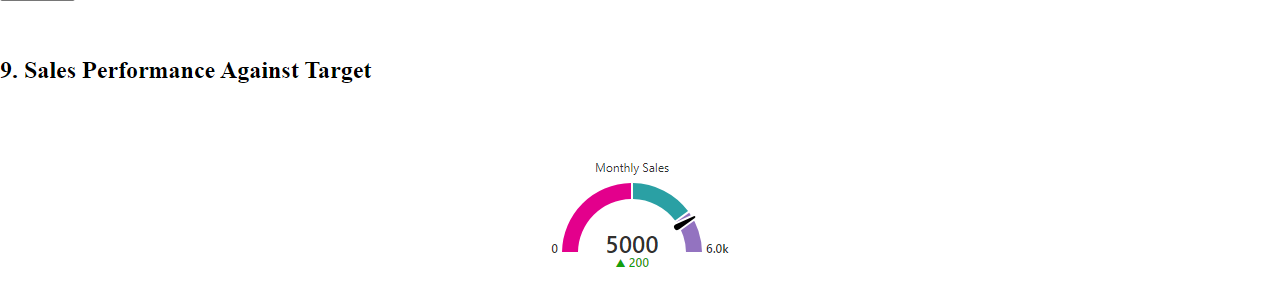 9. Sales Performance Against Target
Monthly Sales
0
5000
6.0k
▲ 200